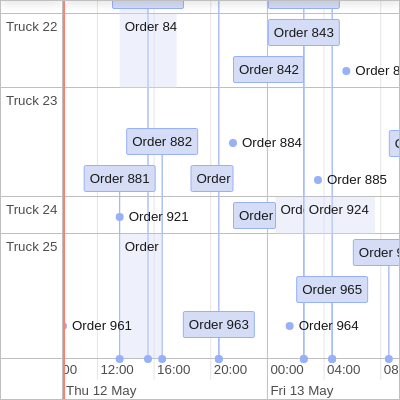 Truck 22
Order 84
Order 843
Order 842
Order 8
Truck 23
Order 882
Order 884
Order 881
Order
Order 885
O
Truck 24
Order 921
Order
Ord
Order 924
Truck 25
Order
Order 9
Order 965
Order 961
Order 963
Order 964
00 12:00 16:00 20:00 00:00 04:00 08
Thu 12 May Fri 13 May